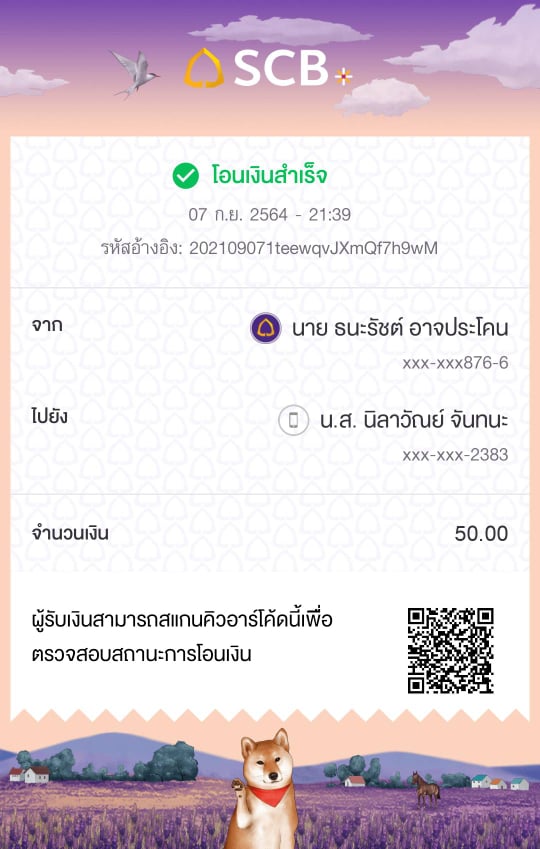 SCB
โอนเงินสำเร็จ
07 ก.ย. 2564 - 21:39
รหัสอ้างอิง: 202109071teewqvJXmQf7h9wM
จาก
นาย ธนะรัชต์ อาจประโคน
xxx-xxx876-6
ไปยัง
น.ส. นิลาวัณย์ จันทนะ
xxx-xxx-2383
จำนวนเงิน
50.00
ผู้รับเงินสามารถสแกนคิวอาร์โค้ดนี้เพื่อ
ตรวจสอบสถานะการโอนเงิน